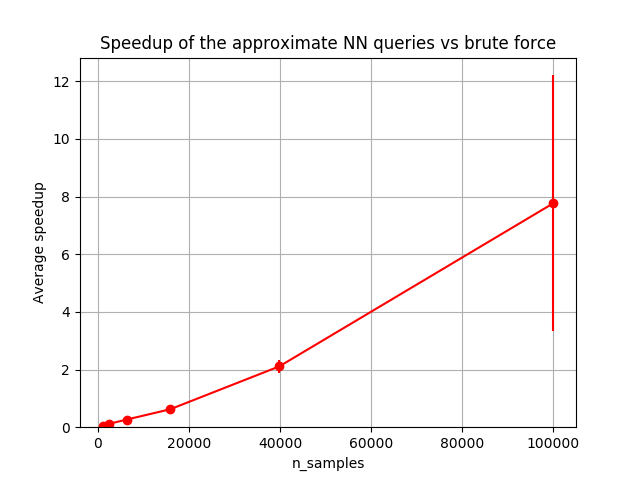 Speedup of the approximate NN queries vs brute force
12
10
8
6
4
2
0
Average speedup
0 20000 40000 60000 80000 100000
n_samples